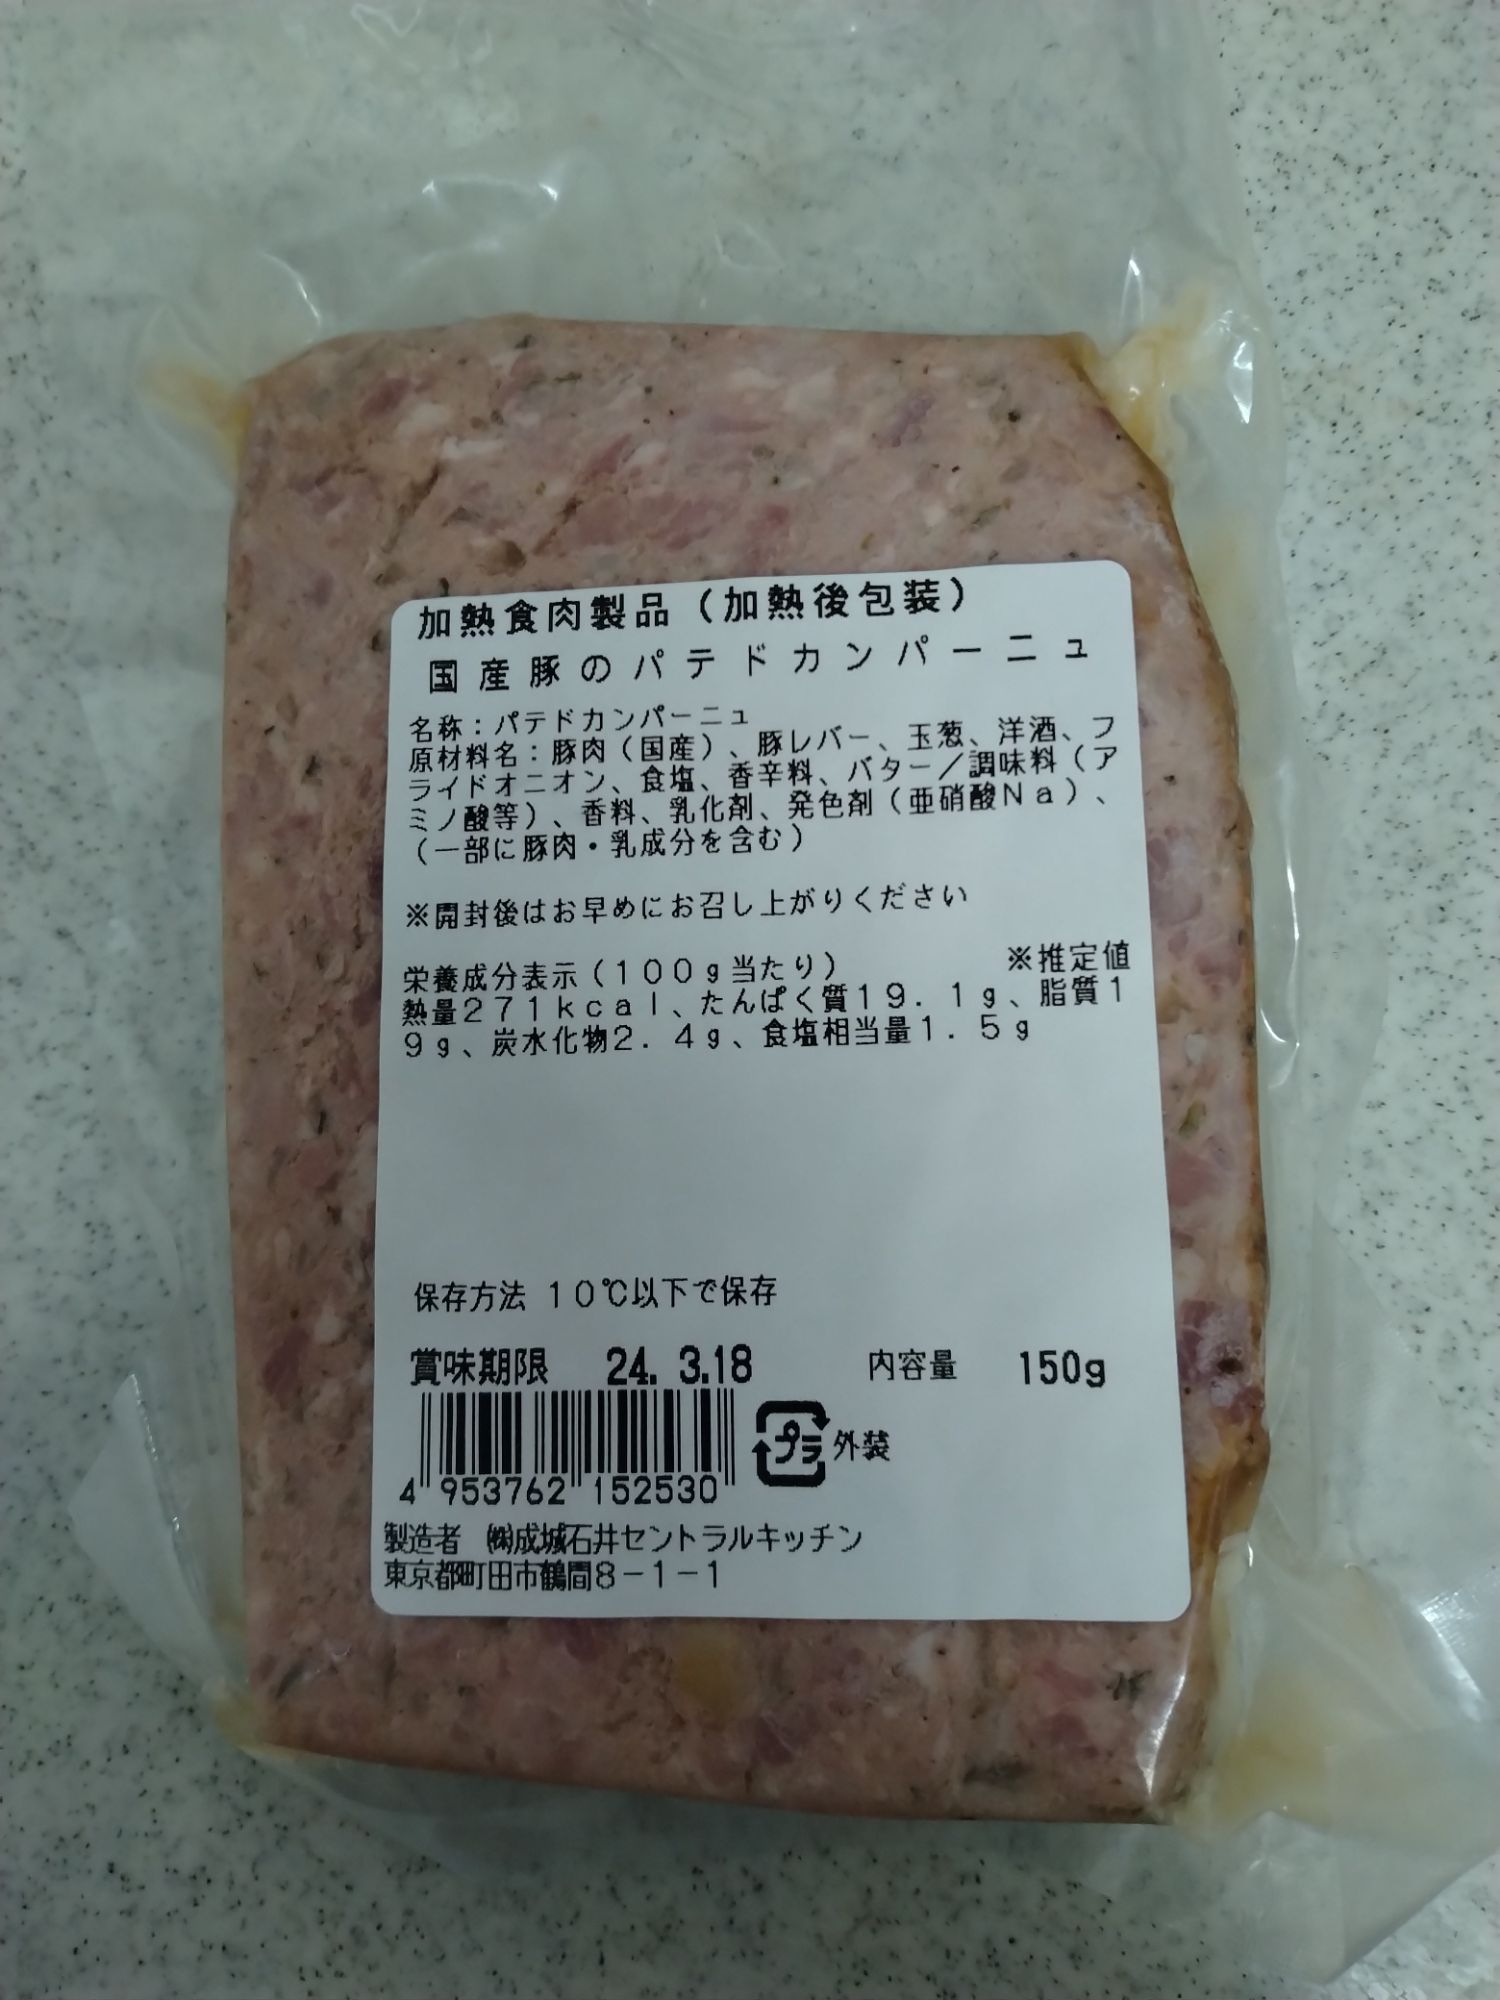 加熱食肉製品（加熱後包装）
国産豚のパテドカンパーニュ
名称：パテドカンパーニュ
原材料名：豚肉（国産）、豚レバー、玉葱、洋酒、フ
ライドオニオン、食塩、香辛料、バター／調味料（ア
ミノ酸等）、香料、乳化剤、発色剤（亜硝酸Ｎａ）、
（一部に豚肉・乳成分を含む）
※開封後はお早めにお召し上がりください
栄養成分表示（１００ｇ当たり） ※推定値
熱量２７１ｋｃａｌ、たんぱく質１９．１ｇ、脂質１
９ｇ、炭水化物２．４ｇ、食塩相当量１．５ｇ
保存方法 １０℃以下で保存
賞味期限 24. 3.18 内容量 150g
プラ 外装
4 953762 152530
製造者 ㈱成城石井セントラルキッチン
東京都町田市鶴間８－１－１